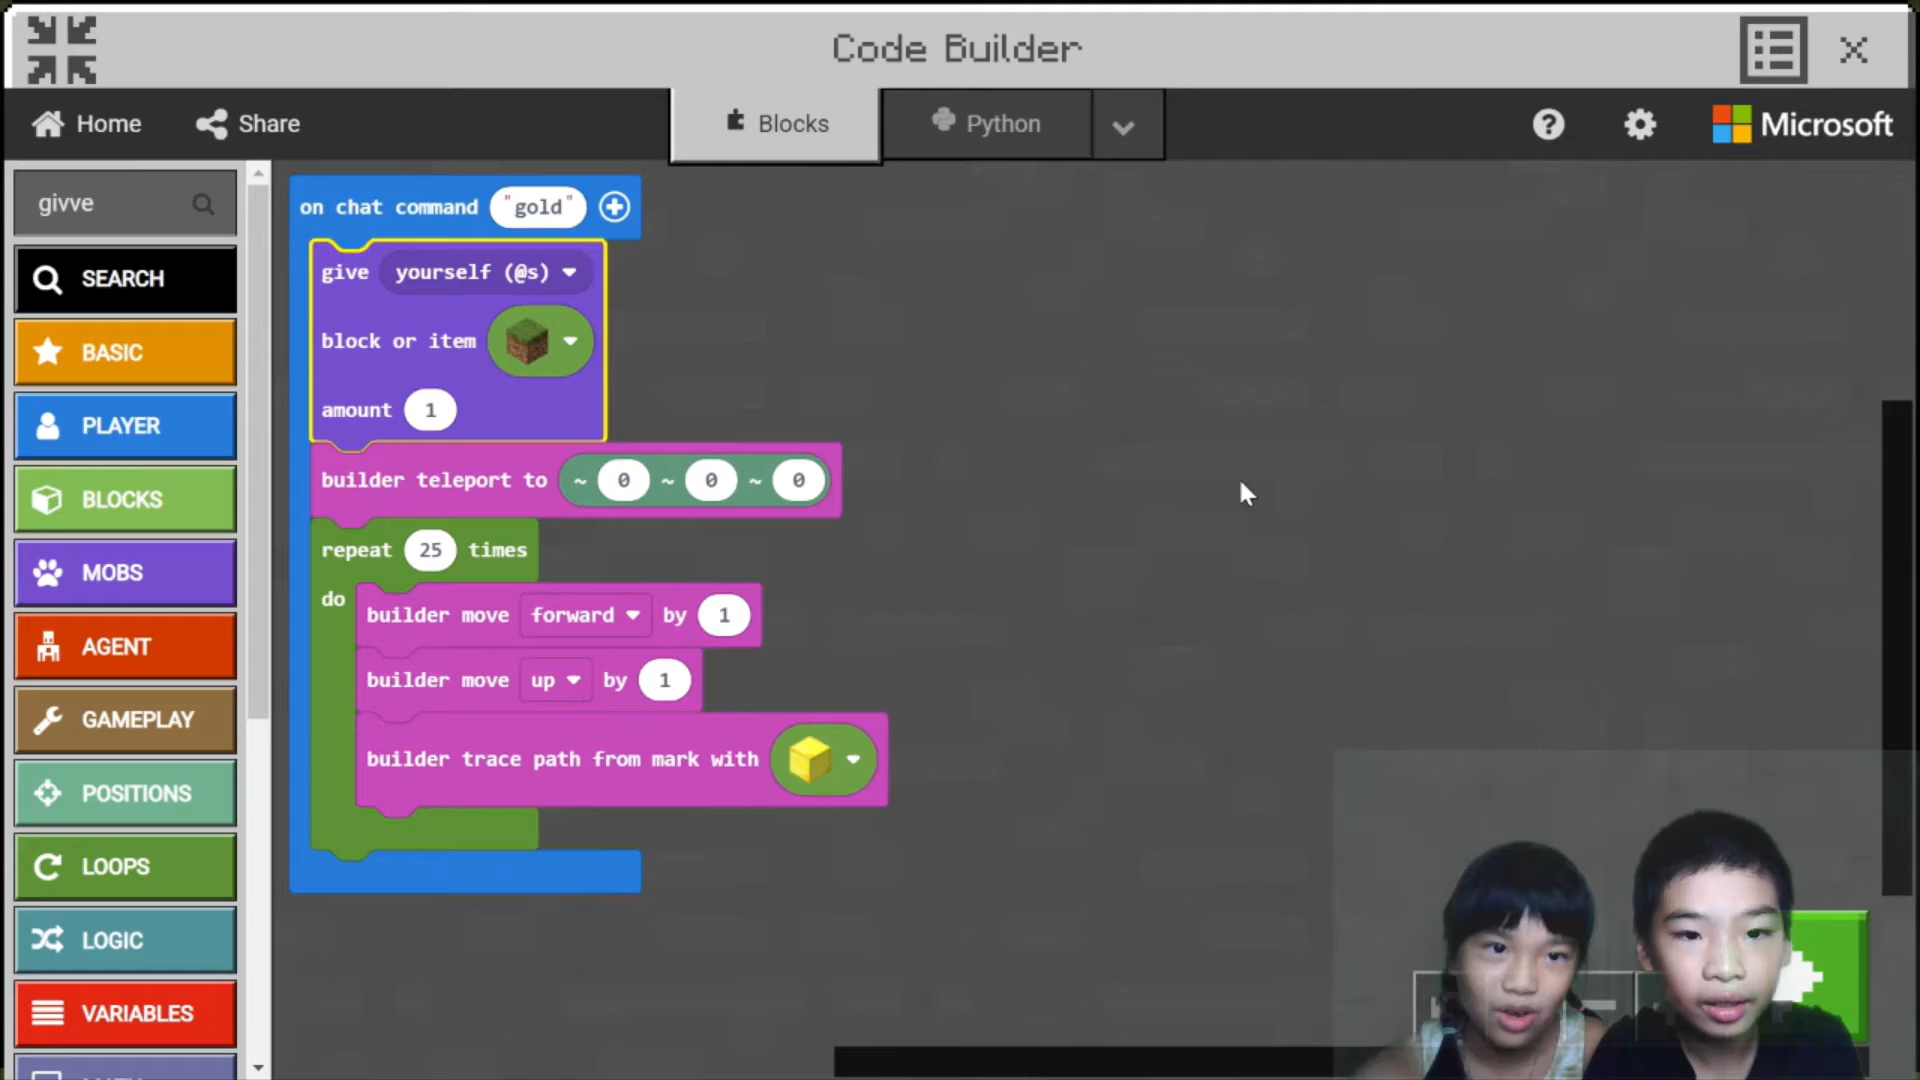 Code Builder
Home
Share
Blocks
Python
Microsoft
givve
SEARCH
BASIC
PLAYER
BLOCKS
MOBS
AGENT
GAMEPLAY
POSITIONS
LOOPS
LOGIC
VARIABLES
on chat command "gold"
give yourself (@s)
block or item
amount 1
builder teleport to ~ 0 ~ 0 ~ 0
repeat 25 times
do
builder move forward by 1
builder move up by 1
builder trace path from mark with